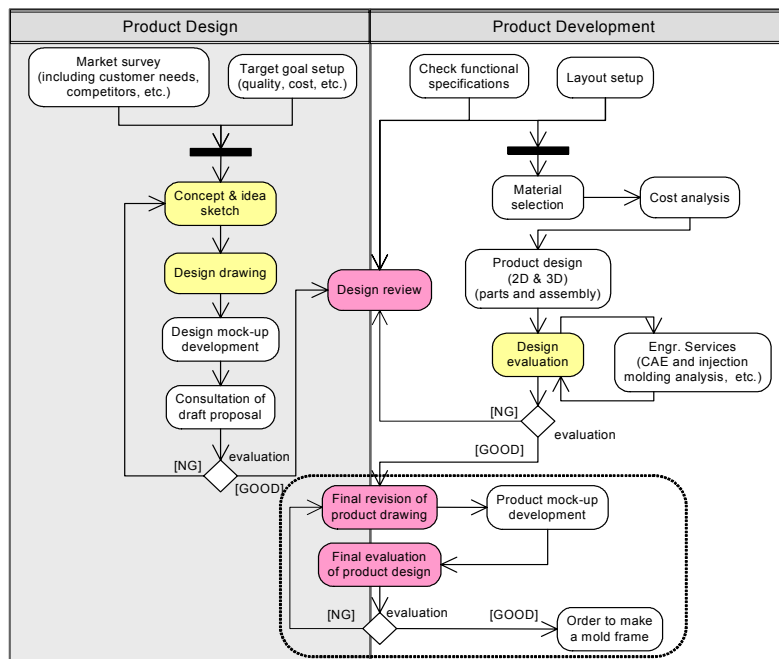 Product Design
Product Development
Market survey
(including customer needs,
competitors, etc.)
Target goal setup
(quality, cost, etc.)
Check functional
specifications
Layout setup
Concept & idea
sketch
Material
selection
Cost analysis
Design drawing
Product design
(2D & 3D)
(parts and assembly)
Design review
Design mock-up
development
Design
evaluation
Engr. Services
(CAE and injection
molding analysis, etc.)
Consultation of
draft proposal
[NG]
evaluation
[GOOD]
[NG]
evaluation
[GOOD]
Final revision of
product drawing
Product mock-up
development
Final evaluation
of product design
[NG]
evaluation
[GOOD]
Order to make
a mold frame